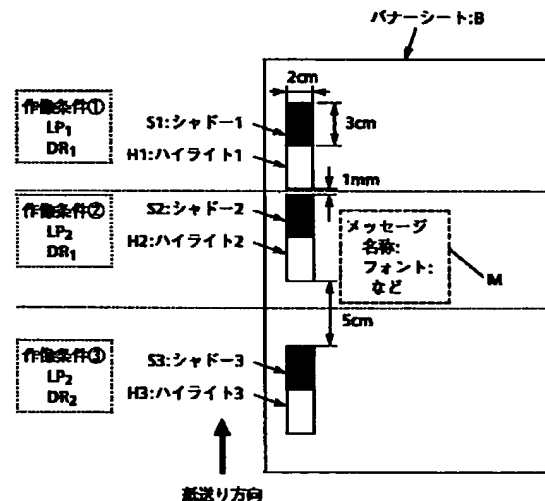 バナーシート:B
2cm
作像条件①
LP1
DR1
S1:シャドー1
3cm
H1:ハイライト1
1mm
作像条件②
LP2
DR1
S2:シャドー2
H2:ハイライト2
メッセージ
名称:
フォント:
など
M
5cm
作像条件③
LP2
DR2
S3:シャドー3
H3:ハイライト3
紙送り方向